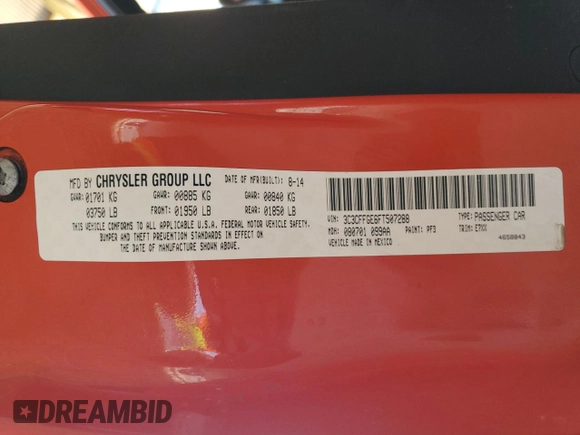 MFD BY CHRYSLER GROUP LLC DATE OF MFR(BUILT): 8-14
GVWR: 01701 KG GAWR: 00885 KG GAWR: 00840 KG
03750 LB FRONT: 01950 LB REAR: 01850 LB
THIS VEHICLE CONFORMS TO ALL APPLICABLE U.S.A. FEDERAL MOTOR VEHICLE SAFETY,
BUMPER AND THEFT PREVENTION STANDARDS IN EFFECT ON
THE DATE OF MANUFACTURE SHOWN ABOVE.
VIN: 3C3CFFGE6FT507288 TYPE: PASSENGER CAR
MDH: 080701 099AA PAINT: PFD TRIM: E7XX
VEHICLE MADE IN MEXICO 4658843
DREAMBID